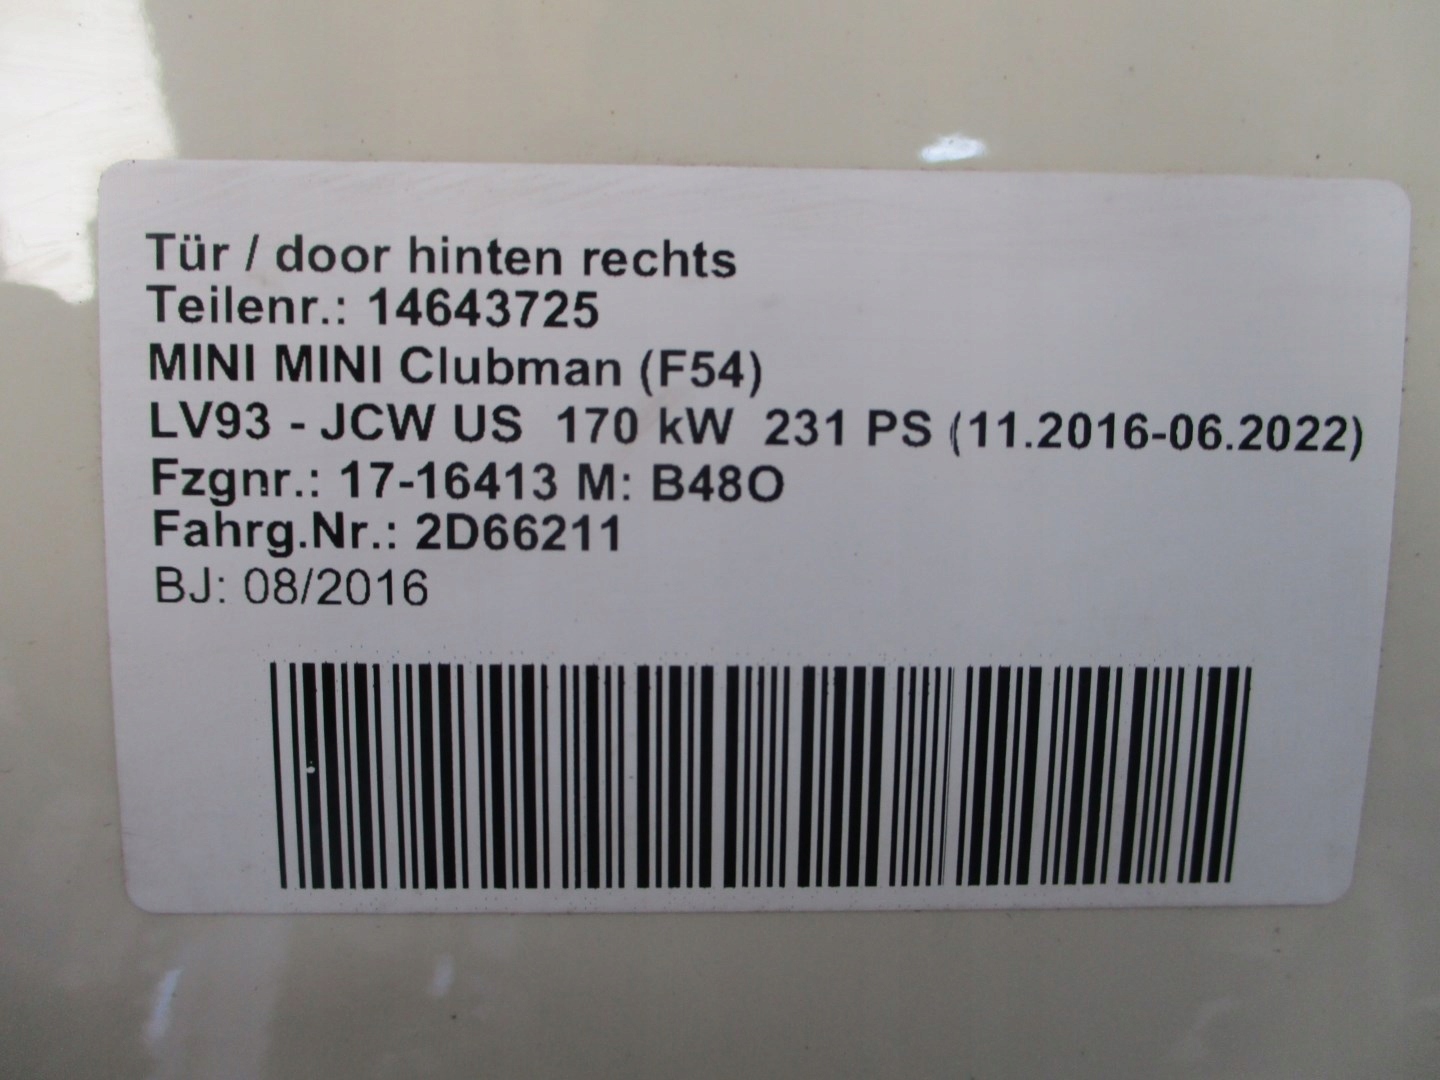 Tür / door hinten rechts
Teilenr.: 14643725
MINI MINI Clubman (F54)
LV93 - JCW US 170 kW 231 PS (11.2016-06.2022)
Fzgnr.: 17-16413 M: B48O
Fahrg.Nr.: 2D66211
BJ: 08/2016